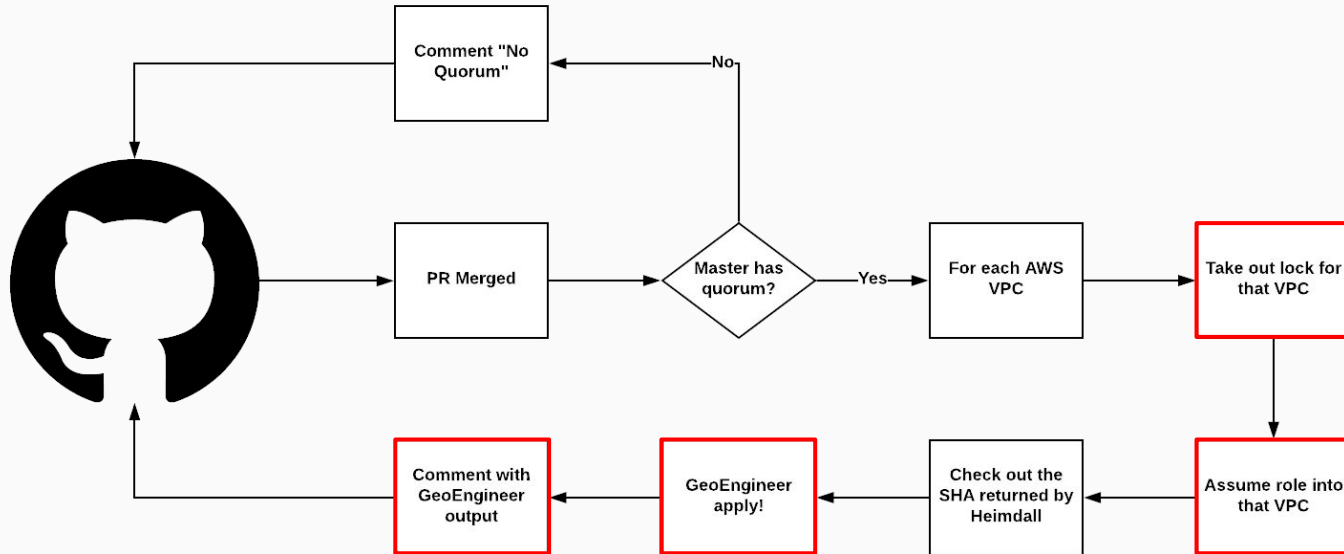 Comment "No
Quorum"
No
PR Merged
Master has
quorum?
Yes
For each AWS
VPC
Take out lock for
that VPC
Comment with
GeoEngineer
output
GeoEngineer
apply!
Check out the
SHA returned by
Heimdall
Assume role into
that VPC